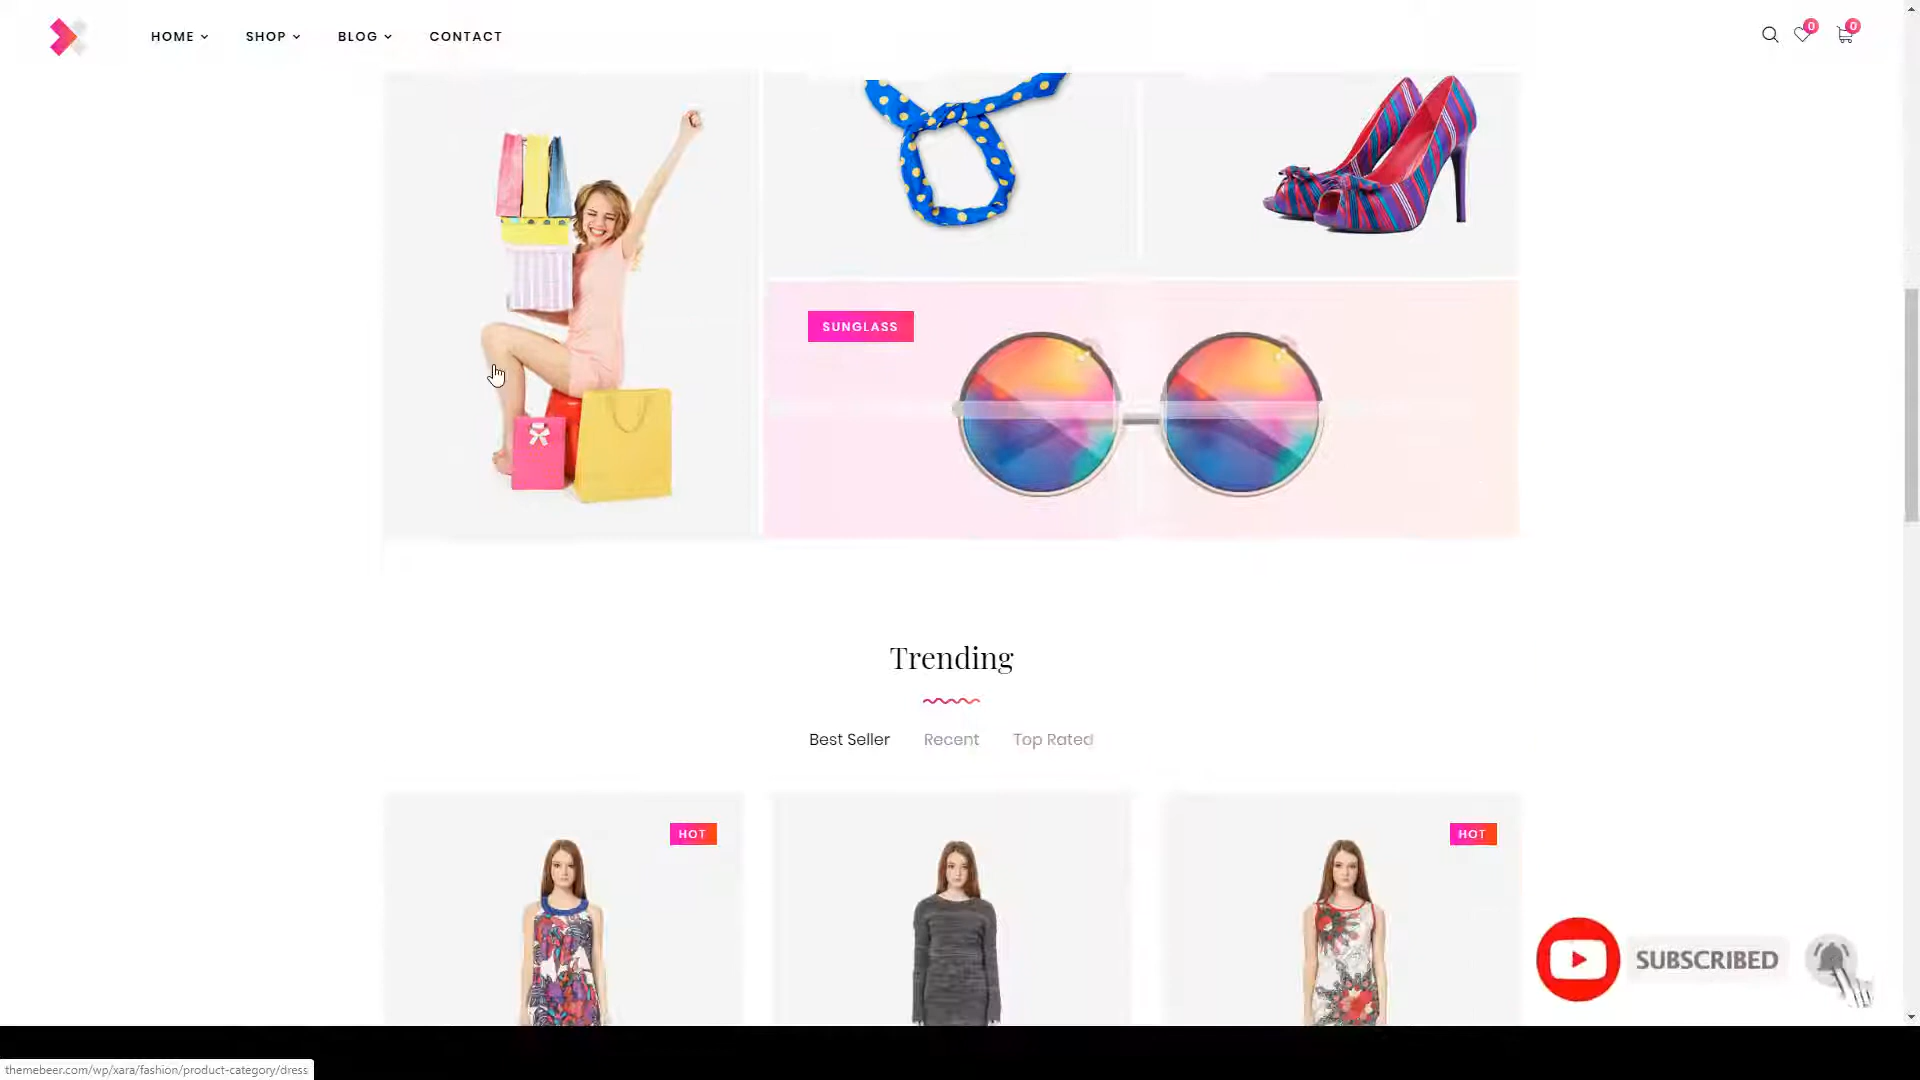 HOME
SHOP
BLOG
CONTACT
0
0
SUNGLASS
Trending
Best Seller
Recent
Top Rated
HOT
HOT
SUBSCRIBED
themebeer.com/wp/xara/fashion/product-category/dress